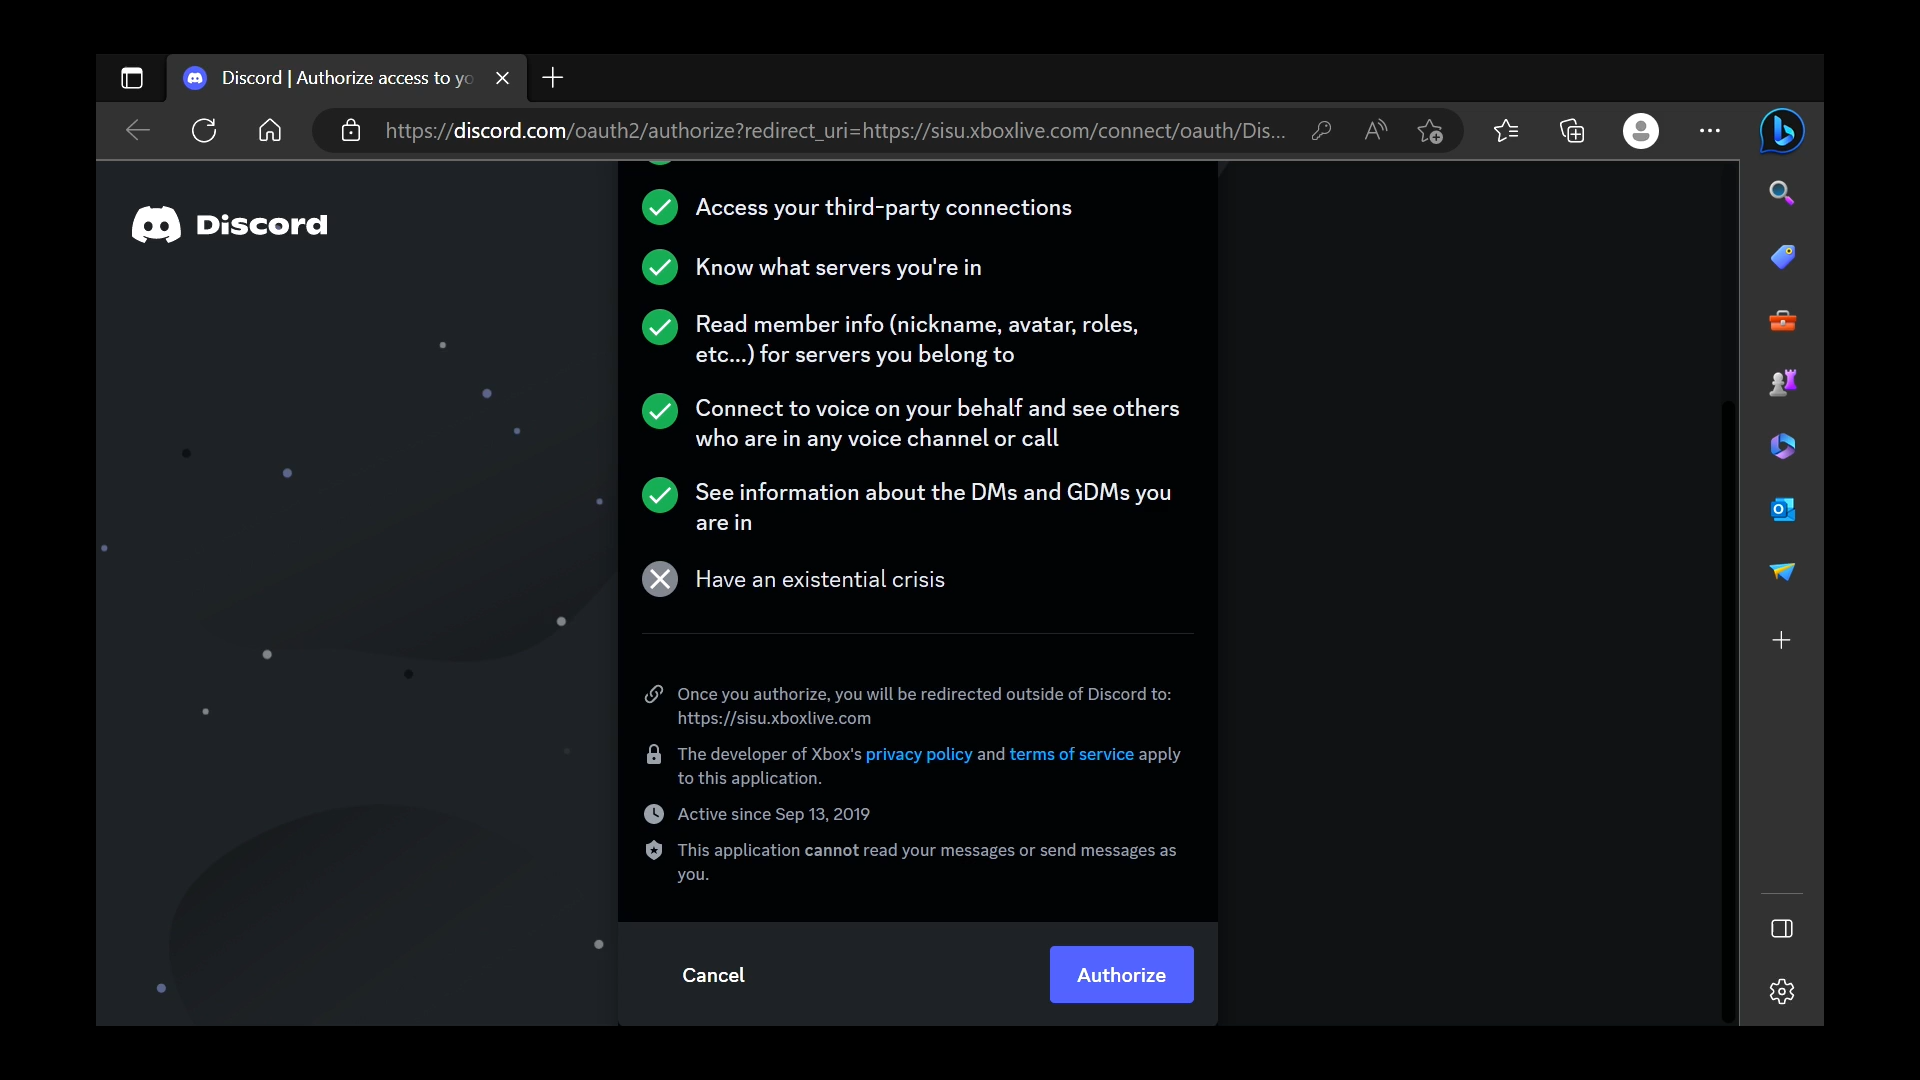 Discord | Authorize access to yo
https://discord.com/oauth2/authorize?redirect_uri=https://sisu.xboxlive.com/connect/oauth/Dis...
Discord
Access your third-party connections
Know what servers you're in
Read member info (nickname, avatar, roles,
etc...) for servers you belong to
Connect to voice on your behalf and see others
who are in any voice channel or call
See information about the DMs and GDMs you
are in
Have an existential crisis
Once you authorize, you will be redirected outside of Discord to:
https://sisu.xboxlive.com
The developer of Xbox's privacy policy and terms of service apply
to this application.
Active since Sep 13, 2019
This application cannot read your messages or send messages as
you.
Cancel
Authorize